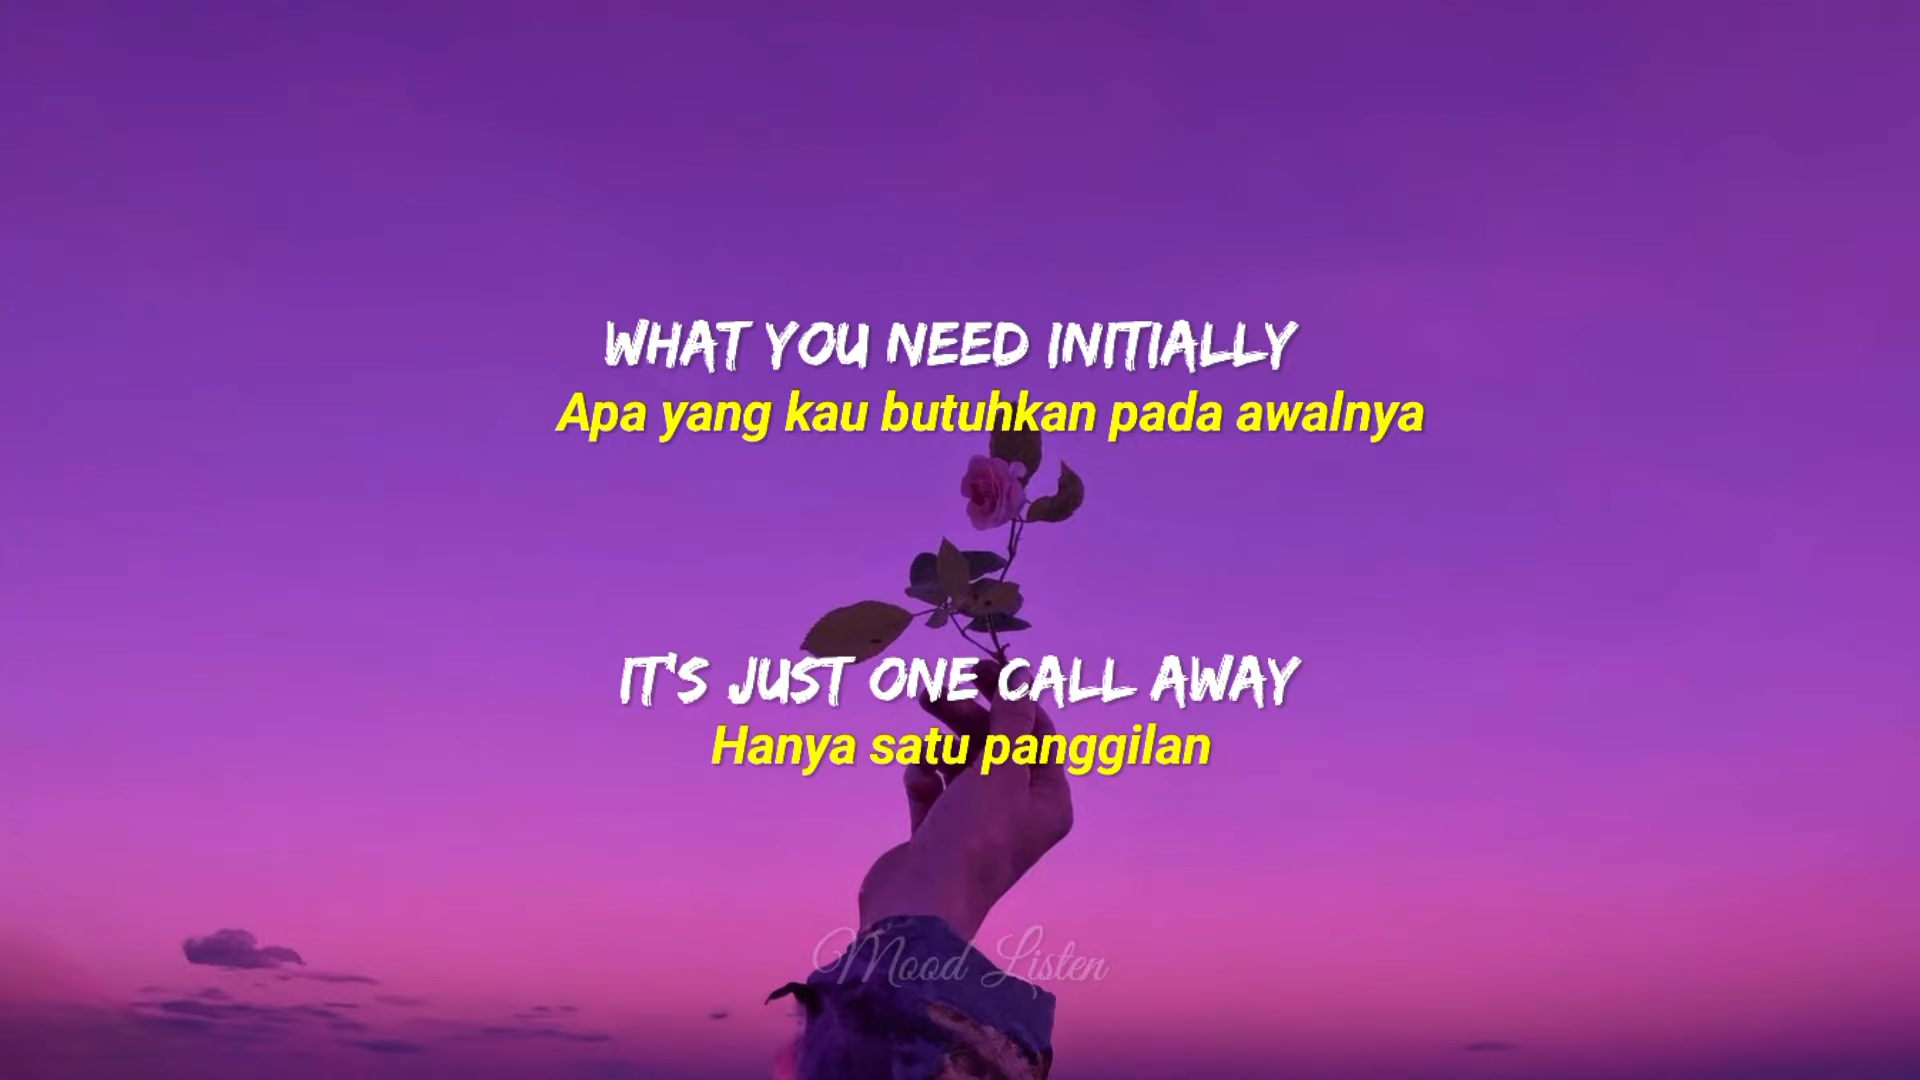 WHAT YOU NEED INITIALLY
Apa yang kau butuhkan pada awalnya
IT'S JUST ONE CALL AWAY
Hanya satu panggilan
Mood Listen